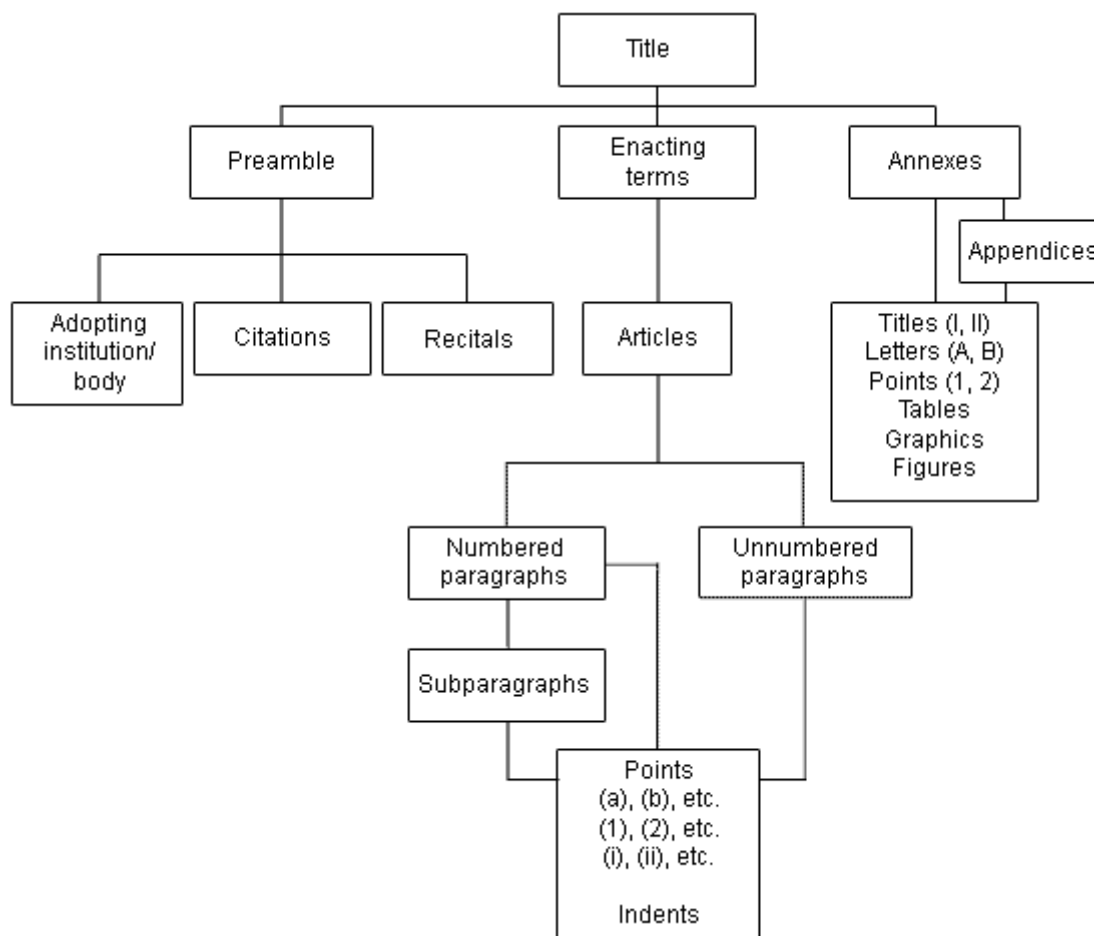 Title
Preamble
Enacting
terms
Annexes
Appendices
Adopting
institution/
body
Citations
Recitals
Articles
Titles (I, II)
Letters (A, B)
Points (1, 2)
Tables
Graphics
Figures
Numbered
paragraphs
Unnumbered
paragraphs
Subparagraphs
Points
(a), (b), etc.
(1), (2), etc.
(i), (ii), etc.
Indents